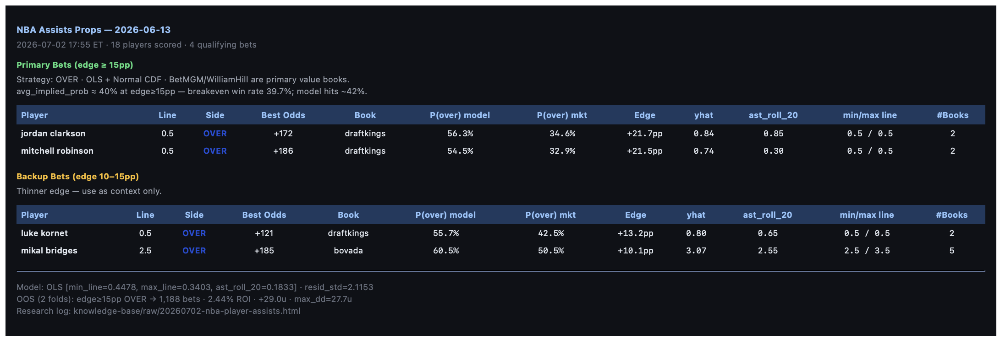 NBA Assists Props — 2026-06-13
2026-07-02 17:55 ET · 18 players scored · 4 qualifying bets
Primary Bets (edge ≥ 15pp)
Strategy: OVER · OLS + Normal CDF · BetMGM/WilliamHill are primary value books.
avg_implied_prob ≈ 40% at edge≥15pp — breakeven win rate 39.7%; model hits ~42%.
Player Line Side Best Odds Book P(over) model P(over) mkt Edge yhat ast_roll_20 min/max line #Books
jordan clarkson 0.5 OVER +172 draftkings 56.3% 34.6% +21.7pp 0.84 0.85 0.5 / 0.5 2
mitchell robinson 0.5 OVER +186 draftkings 54.5% 32.9% +21.5pp 0.74 0.30 0.5 / 0.5 2
Backup Bets (edge 10–15pp)
Thinner edge — use as context only.
Player Line Side Best Odds Book P(over) model P(over) mkt Edge yhat ast_roll_20 min/max line #Books
luke kornet 0.5 OVER +121 draftkings 55.7% 42.5% +13.2pp 0.80 0.65 0.5 / 0.5 2
mikal bridges 2.5 OVER +185 bovada 60.5% 50.5% +10.1pp 3.07 2.55 2.5 / 3.5 5
Model: OLS [min_line=0.4478, max_line=0.3403, ast_roll_20=0.1833] · resid_std=2.1153
OOS (2 folds): edge≥15pp OVER → 1,188 bets · 2.44% ROI · +29.0u · max_dd=27.7u
Research log: knowledge-base/raw/20260702-nba-player-assists.html